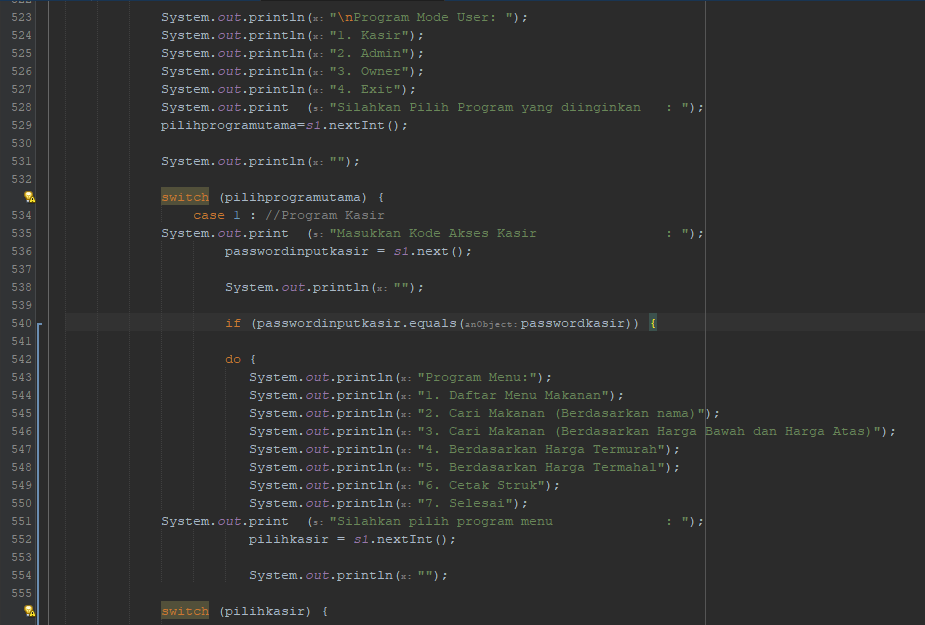 523 System.out.println(x: "\nProgram Mode User: ");
524 System.out.println(x: "1. Kasir");
525 System.out.println(x: "2. Admin");
526 System.out.println(x: "3. Owner");
527 System.out.println(x: "4. Exit");
528 System.out.print (s: "Silahkan Pilih Program yang diinginkan : ");
529 pilihprogramutama=s1.nextInt();
530
531 System.out.println(x: "");
532
switch (pilihprogramutama) {
534 case 1 : //Program Kasir
535 System.out.print (s: "Masukkan Kode Akses Kasir : ");
536 passwordinputkasir = s1.next();
537
538 System.out.println(x: "");
539
540 if (passwordinputkasir.equals(anObject: passwordkasir)) {
541
542 do {
543 System.out.println(x: "Program Menu:");
544 System.out.println(x: "1. Daftar Menu Makanan");
545 System.out.println(x: "2. Cari Makanan (Berdasarkan nama)");
546 System.out.println(x: "3. Cari Makanan (Berdasarkan Harga Bawah dan Harga Atas)");
547 System.out.println(x: "4. Berdasarkan Harga Termurah");
548 System.out.println(x: "5. Berdasarkan Harga Termahal");
549 System.out.println(x: "6. Cetak Struk");
550 System.out.println(x: "7. Selesai");
551 System.out.print (s: "Silahkan pilih program menu : ");
552 pilihkasir = s1.nextInt();
553
554 System.out.println(x: "");
555
switch (pilihkasir) {